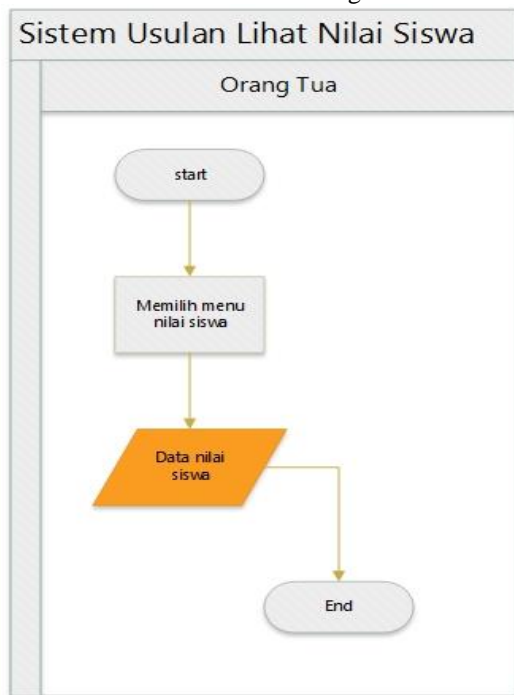 Sistem Usulan Lihat Nilai Siswa
Orang Tua
start
Memilih menu
nilai siswa
Data nilai
siswa
End